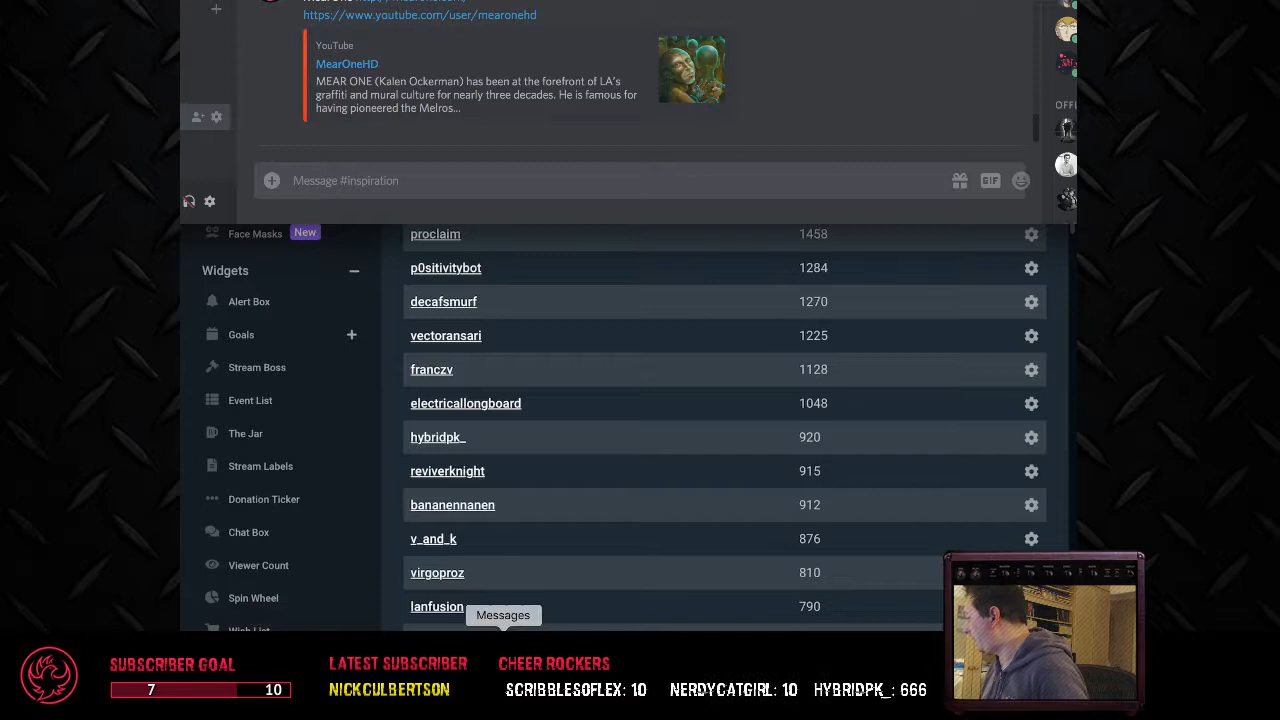 https://www.youtube.com/user/mearonehd
YouTube
MearOneHD
MEAR ONE (Kalen Ockerman) has been at the forefront of LA's
graffiti and mural culture for nearly three decades. He is famous for
having pioneered the Melros...
OFFL
Message #inspiration
GIF
Face Masks New
proclaim 1458
Widgets
p0sitivitybot 1284
Alert Box
decafsmurf 1270
Goals
vectoransari 1225
Stream Boss
franczv 1128
Event List
electricallongboard 1048
The Jar
hybridpk_ 920
Stream Labels
reviverknight 915
Donation Ticker
bananennanen 912
Chat Box
v_and_k 876
Viewer Count
virgoproz 810
Spin Wheel
lanfusion 790
Messages
Wish List
SUBSCRIBER GOAL
7 10
LATEST SUBSCRIBER
NICKCULBERTSON
CHEER ROCKERS
SCRIBBLESOFLEX: 10 NERDYCATGIRL: 10 HYBRIDPK_: 666